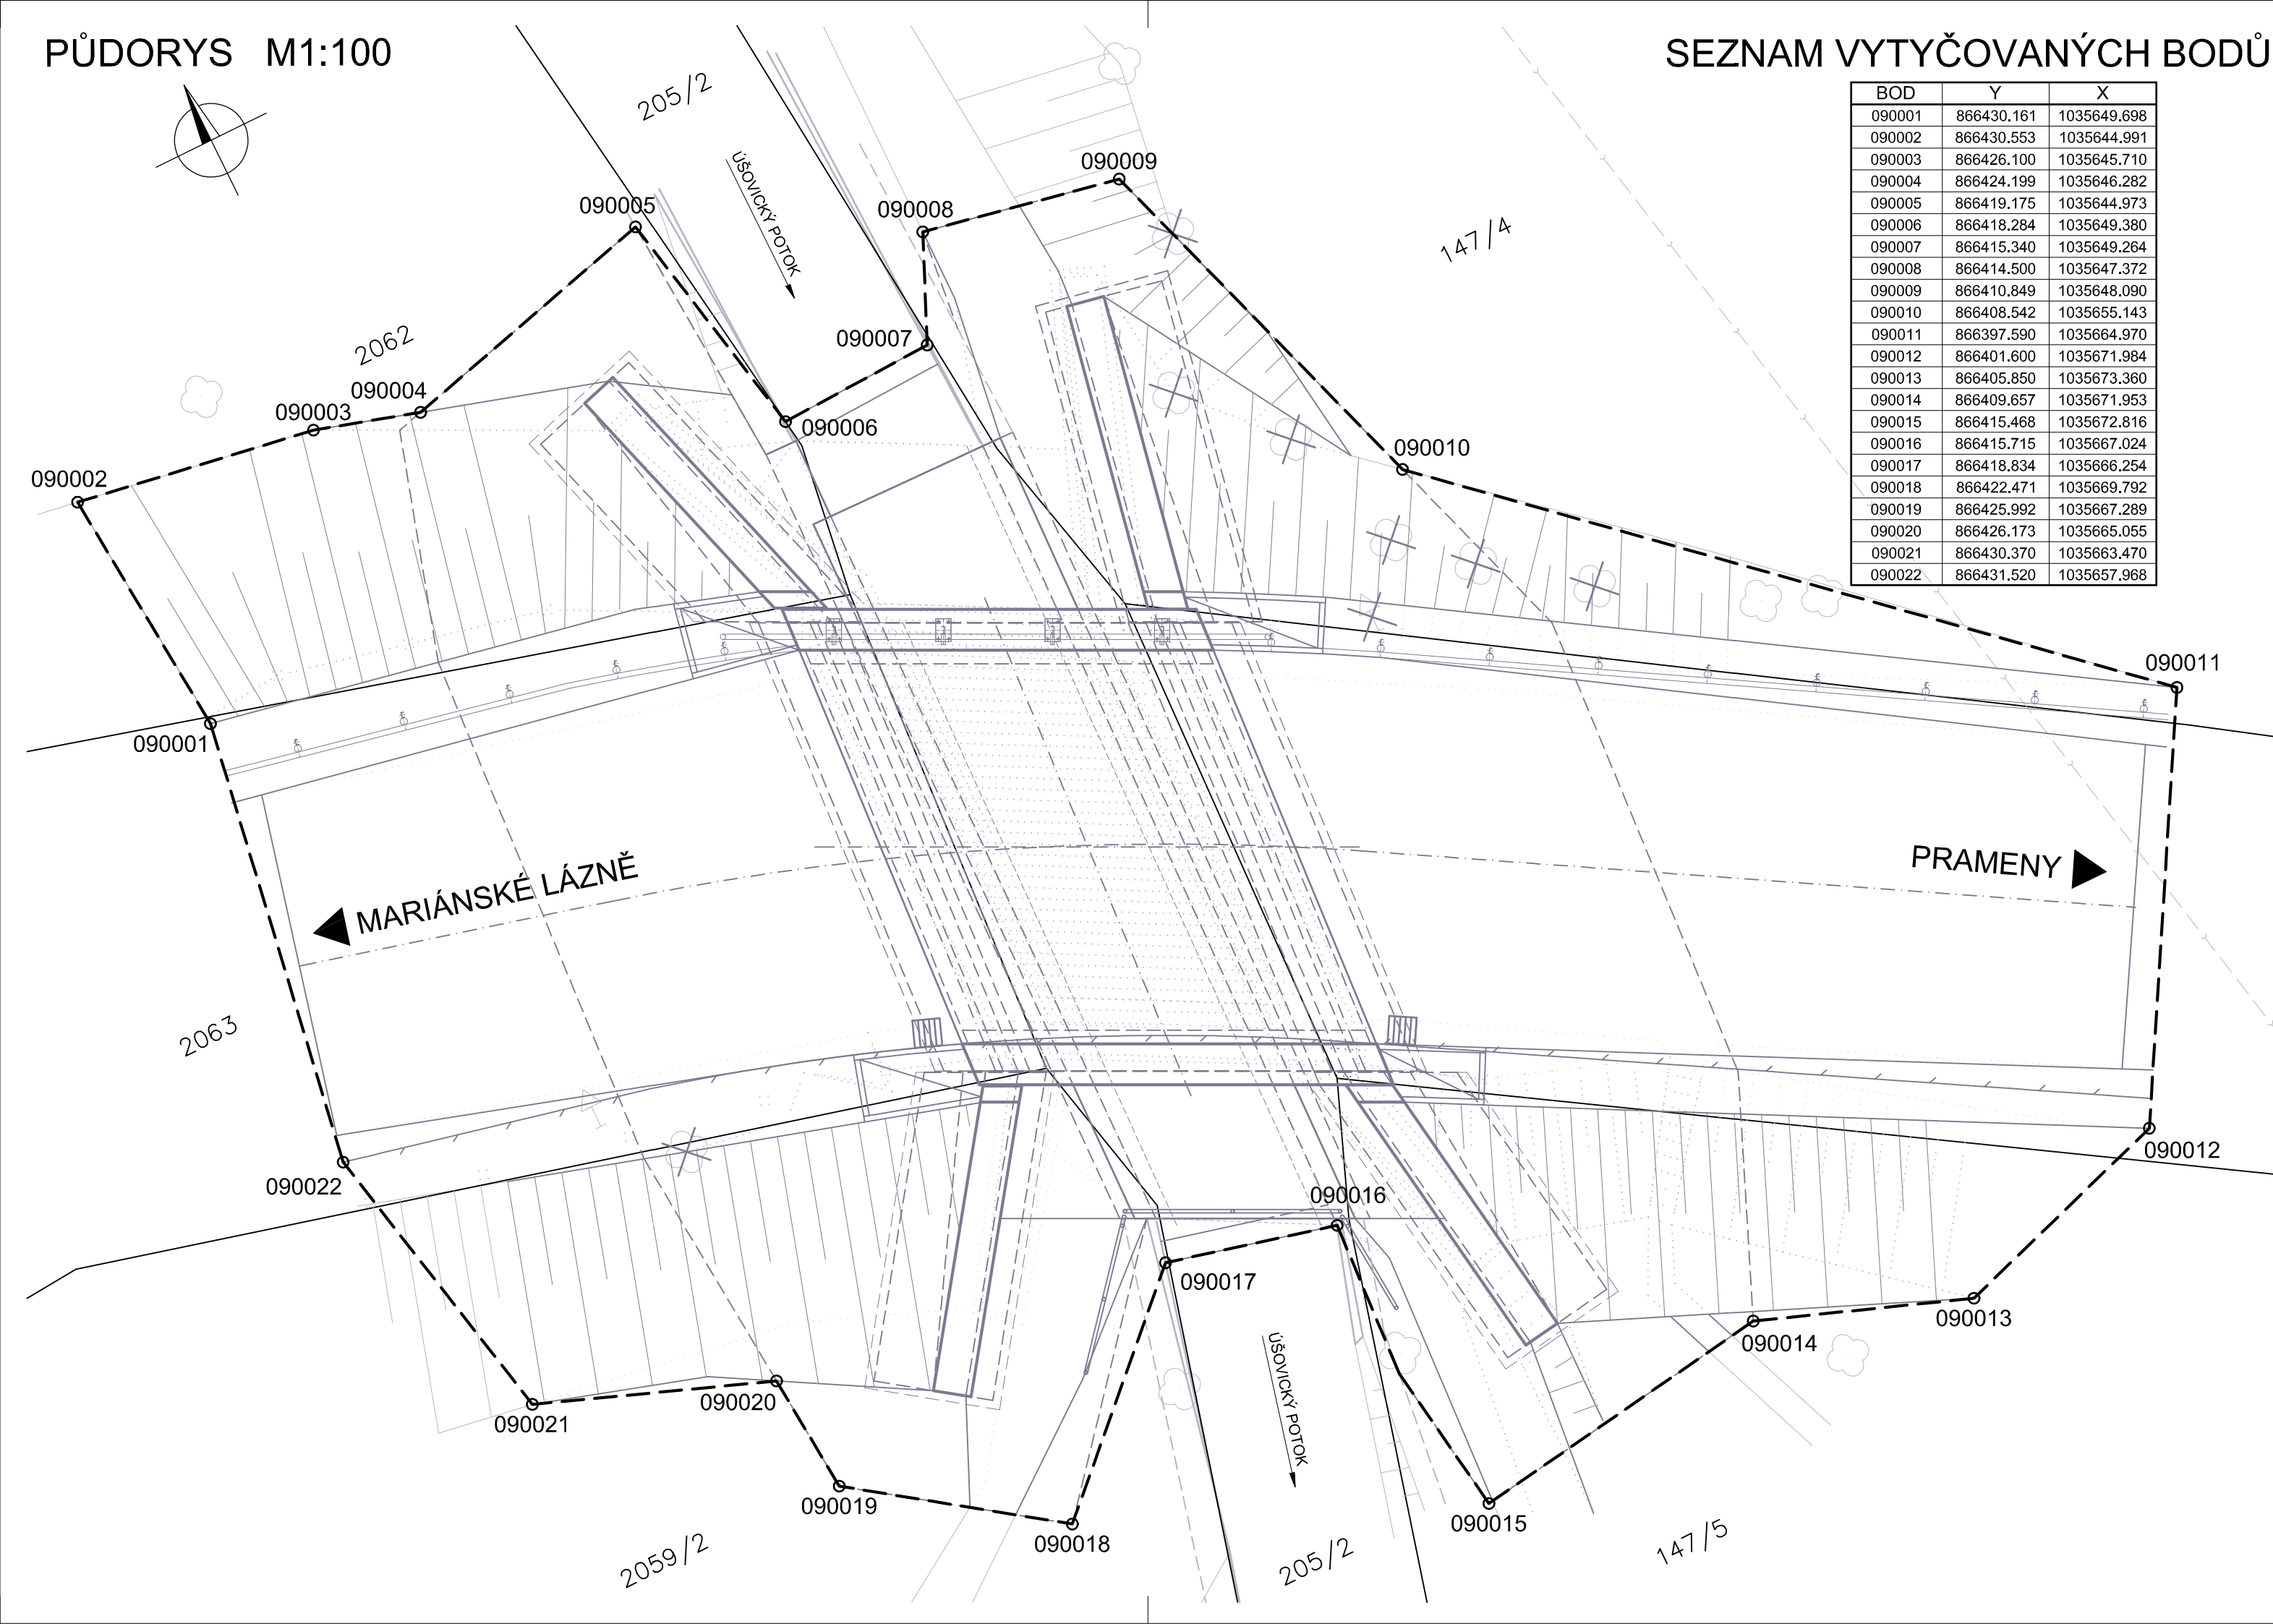 PŮDORYS M1:100
SEZNAM VYTYČOVANÝCH BODŮ
BOD Y X
090001 866430.161 1035649.698
090002 866430.553 1035644.991
090003 866426.100 1035645.710
090004 866424.199 1035646.282
090005 866419.175 1035644.973
090006 866418.284 1035649.380
090007 866415.340 1035649.264
090008 866414.500 1035647.372
090009 866410.849 1035648.090
090010 866408.542 1035655.143
090011 866397.590 1035664.970
090012 866401.600 1035671.984
090013 866405.850 1035673.360
090014 866409.657 1035671.953
090015 866415.468 1035672.816
090016 866415.715 1035667.024
090017 866418.834 1035666.254
090018 866422.471 1035669.792
090019 866425.992 1035667.289
090020 866426.173 1035665.055
090021 866430.370 1035663.470
090022 866431.520 1035657.968
205/2
ÚŠOVICKÝ POTOK
090009
090005
090008
147/4
090007
2062
090004
090003
090006
090010
090002
090011
090001
PRAMENY
MARIÁNSKÉ LÁZNĚ
2063
090012
090022
090016
090017
090013
090014
ÚŠOVICKÝ POTOK
090020
090021
090019
090015
090018
147/5
2059/2
205/2